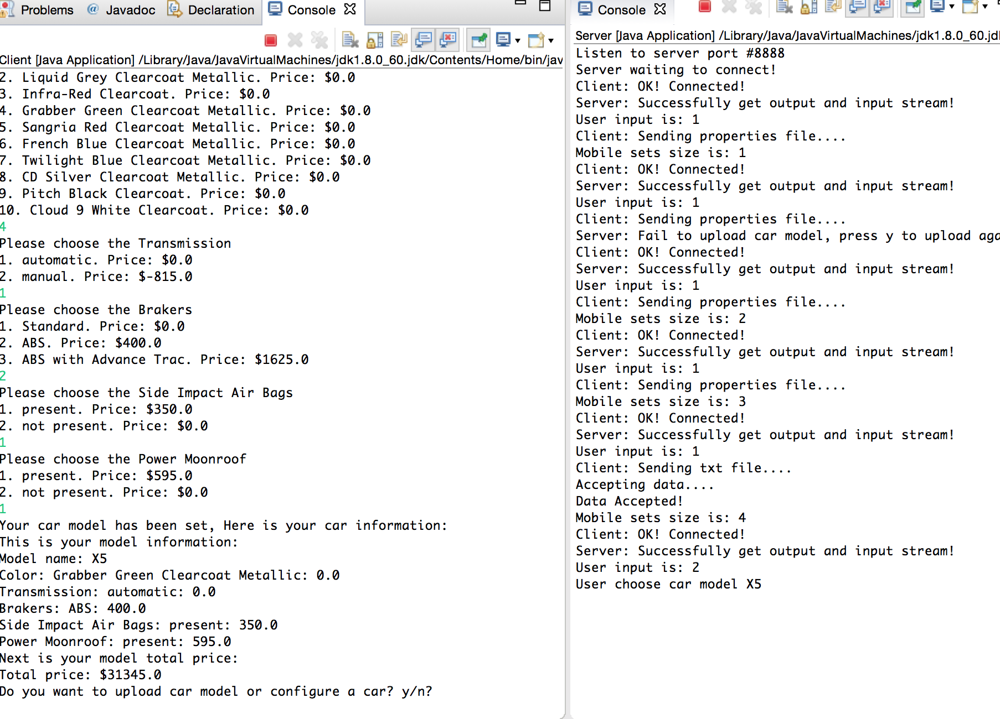 Problems
Javadoc
Declaration
Console
Client [Java Application] /Library/Java/JavaVirtualMachines/jdk1.8.0_60.jdk/Contents/Home/bin/jav
2. Liquid Grey Clearcoat Metallic. Price: $0.0
3. Infra-Red Clearcoat. Price: $0.0
4. Grabber Green Clearcoat Metallic. Price: $0.0
5. Sangria Red Clearcoat Metallic. Price: $0.0
6. French Blue Clearcoat Metallic. Price: $0.0
7. Twilight Blue Clearcoat Metallic. Price: $0.0
8. CD Silver Clearcoat Metallic. Price: $0.0
9. Pitch Black Clearcoat. Price: $0.0
10. Cloud 9 White Clearcoat. Price: $0.0
4
Please choose the Transmission
1. automatic. Price: $0.0
2. manual. Price: $-815.0
1
Please choose the Brakers
1. Standard. Price: $0.0
2. ABS. Price: $400.0
3. ABS with Advance Trac. Price: $1625.0
2
Please choose the Side Impact Air Bags
1. present. Price: $350.0
2. not present. Price: $0.0
1
Please choose the Power Moonroof
1. present. Price: $595.0
2. not present. Price: $0.0
1
Your car model has been set, Here is your car information:
This is your model information:
Model name: X5
Color: Grabber Green Clearcoat Metallic: 0.0
Transmission: automatic: 0.0
Brakers: ABS: 400.0
Side Impact Air Bags: present: 350.0
Power Moonroof: present: 595.0
Next is your model total price:
Total price: $31345.0
Do you want to upload car model or configure a car? y/n?
Console
Server [Java Application] /Library/Java/JavaVirtualMachines/jdk1.8.0_60.jd
Listen to server port #8888
Server waiting to connect!
Client: OK! Connected!
Server: Successfully get output and input stream!
User input is: 1
Client: Sending properties file....
Mobile sets size is: 1
Client: OK! Connected!
Server: Successfully get output and input stream!
User input is: 1
Client: Sending properties file....
Server: Fail to upload car model, press y to upload aga
Client: OK! Connected!
Server: Successfully get output and input stream!
User input is: 1
Client: Sending properties file....
Mobile sets size is: 2
Client: OK! Connected!
Server: Successfully get output and input stream!
User input is: 1
Client: Sending properties file....
Mobile sets size is: 3
Client: OK! Connected!
Server: Successfully get output and input stream!
User input is: 1
Client: Sending txt file....
Accepting data....
Data Accepted!
Mobile sets size is: 4
Client: OK! Connected!
Server: Successfully get output and input stream!
User input is: 2
User choose car model X5